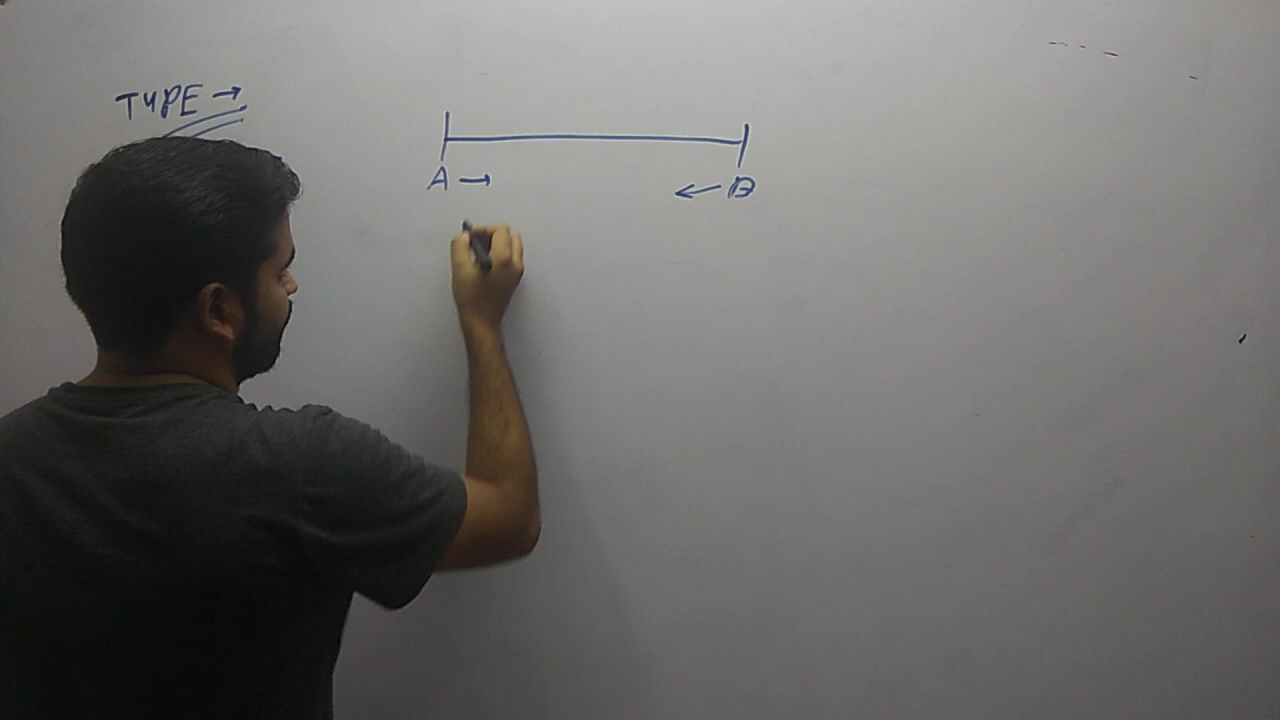 TYPE →
A → ← B